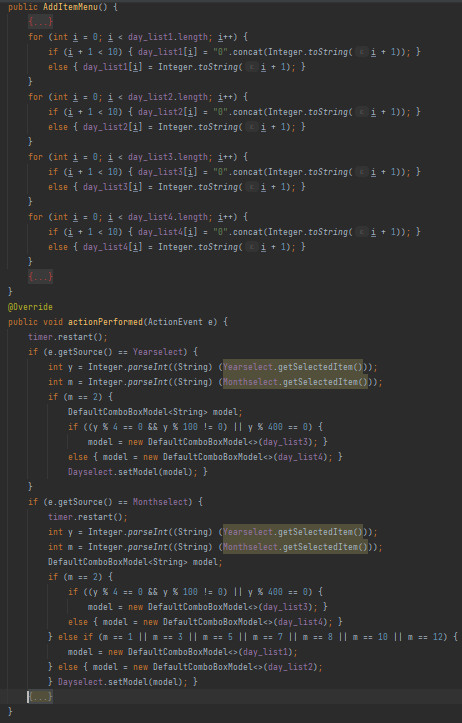 public AddItemMenu() {
{...}
for (int i = 0; i < day_list1.length; i++) {
if (i + 1 < 10) { day_list1[i] = "0".concat(Integer.toString( i: i + 1)); }
else { day_list1[i] = Integer.toString( i: i + 1); }
}
for (int i = 0; i < day_list2.length; i++) {
if (i + 1 < 10) { day_list2[i] = "0".concat(Integer.toString( i: i + 1)); }
else { day_list2[i] = Integer.toString( i: i + 1); }
}
for (int i = 0; i < day_list3.length; i++) {
if (i + 1 < 10) { day_list3[i] = "0".concat(Integer.toString( i: i + 1)); }
else { day_list3[i] = Integer.toString( i: i + 1); }
}
for (int i = 0; i < day_list4.length; i++) {
if (i + 1 < 10) { day_list4[i] = "0".concat(Integer.toString( i: i + 1)); }
else { day_list4[i] = Integer.toString( i: i + 1); }
}
{...}
}
@Override
public void actionPerformed(ActionEvent e) {
timer.restart();
if (e.getSource() == Yearselect) {
int y = Integer.parseInt((String) (Yearselect.getSelectedItem()));
int m = Integer.parseInt((String) (Monthselect.getSelectedItem()));
if (m == 2) {
DefaultComboBoxModel<String> model;
if ((y % 4 == 0 && y % 100 != 0) || y % 400 == 0) {
model = new DefaultComboBoxModel<>(day_list3); }
else { model = new DefaultComboBoxModel<>(day_list4); }
Dayselect.setModel(model); }
}
if (e.getSource() == Monthselect) {
timer.restart();
int y = Integer.parseInt((String) (Yearselect.getSelectedItem()));
int m = Integer.parseInt((String) (Monthselect.getSelectedItem()));
DefaultComboBoxModel<String> model;
if (m == 2) {
if ((y % 4 == 0 && y % 100 != 0) || y % 400 == 0) {
model = new DefaultComboBoxModel<>(day_list3); }
else { model = new DefaultComboBoxModel<>(day_list4); }
} else if (m == 1 || m == 3 || m == 5 || m == 7 || m == 8 || m == 10 || m == 12) {
model = new DefaultComboBoxModel<>(day_list1);
} else { model = new DefaultComboBoxModel<>(day_list2);
} Dayselect.setModel(model); }
{...}
}